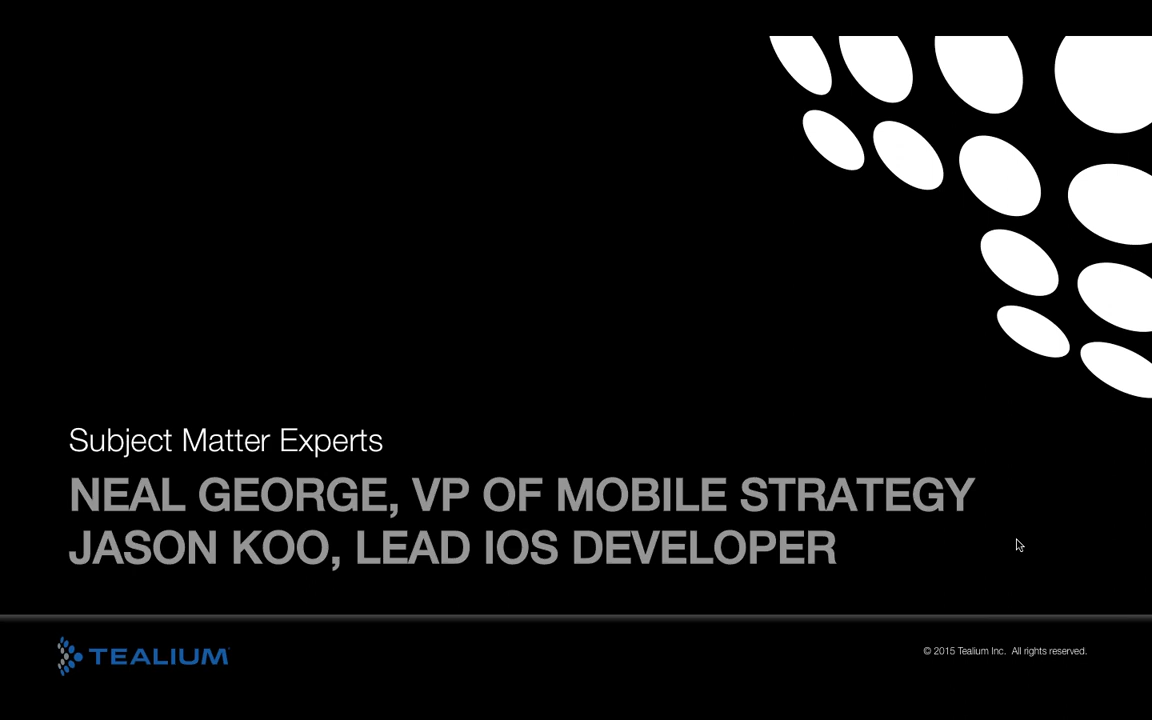 Subject Matter Experts
NEAL GEORGE, VP OF MOBILE STRATEGY
JASON KOO, LEAD IOS DEVELOPER
TEALIUM
© 2015 Tealium Inc. All rights reserved.